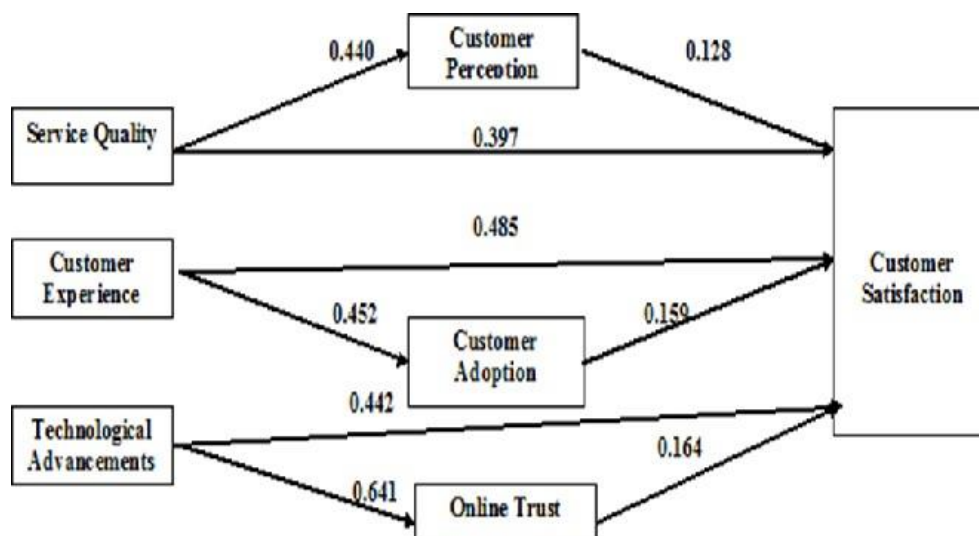 Customer
Perception
0.440
0.128
Service Quality
0.397
0.485
Customer
Experience
Customer
Satisfaction
0.452
0.159
Customer
Adoption
0.442
Technological
Advancements
0.164
0.641
Online Trust